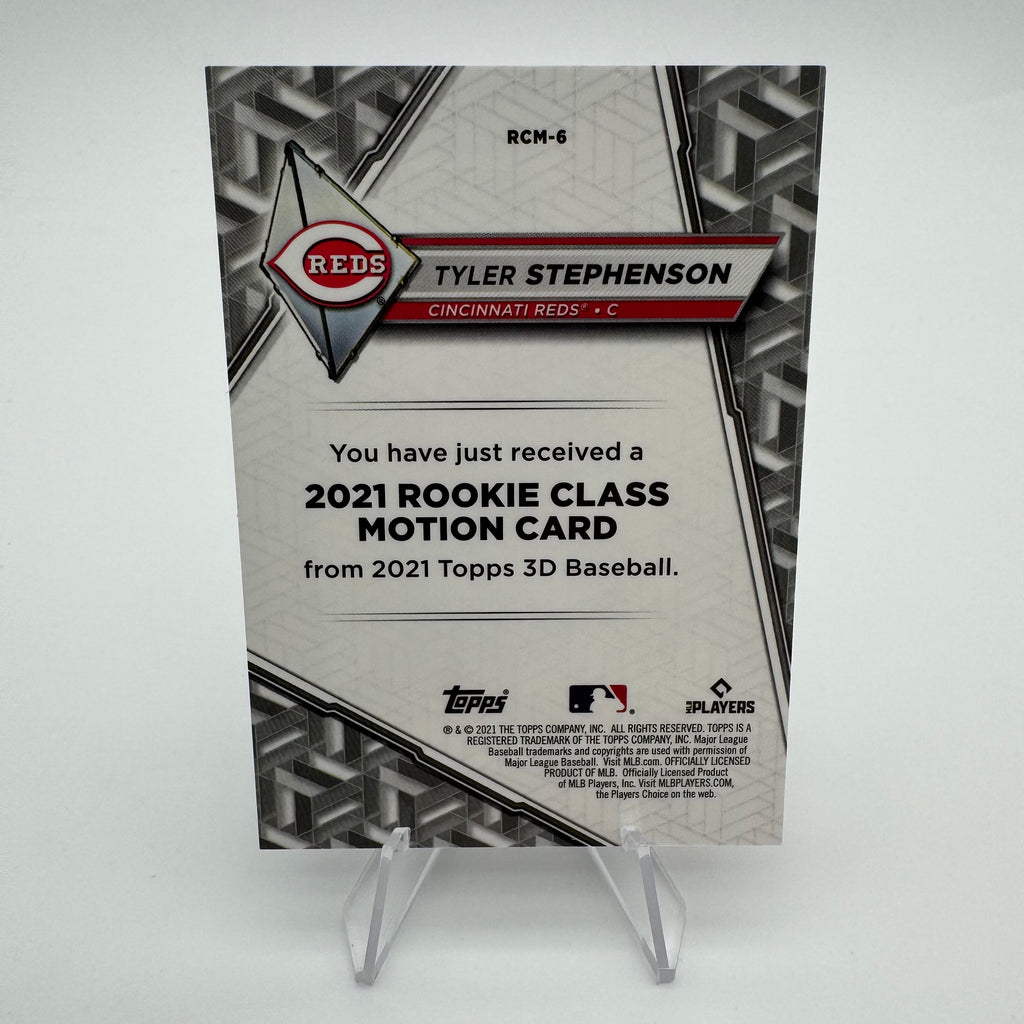 RCM-6
REDS®
TYLER STEPHENSON
CINCINNATI REDS® • C
You have just received a
2021 ROOKIE CLASS
MOTION CARD
from 2021 Topps 3D Baseball.
topps®
®
MLB PLAYERS
® & © 2021 THE TOPPS COMPANY, INC. ALL RIGHTS RESERVED. TOPPS IS A
REGISTERED TRADEMARK OF THE TOPPS COMPANY, INC. Major League
Baseball trademarks and copyrights are used with permission of
Major League Baseball. Visit MLB.com. OFFICIALLY LICENSED
PRODUCT OF MLB. Officially Licensed Product
of MLB Players, Inc. Visit MLBPLAYERS.COM,
the Players Choice on the web.